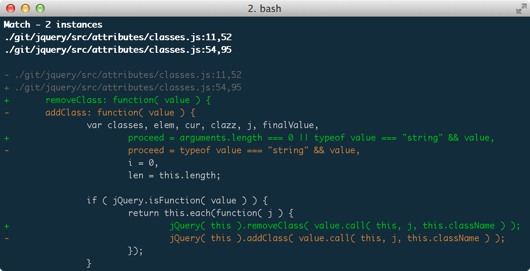 2. bash
Match - 2 instances
./git/jquery/src/attributes/classes.js:11,52
./git/jquery/src/attributes/classes.js:54,95
- ./git/jquery/src/attributes/classes.js:11,52
+ ./git/jquery/src/attributes/classes.js:54,95
+ removeClass: function( value ) {
- addClass: function( value ) {
var classes, elem, cur, clazz, j, finalValue,
+ proceed = arguments.length === 0 || typeof value === "string" && value,
- proceed = typeof value === "string" && value,
i = 0,
len = this.length;
if ( jQuery.isFunction( value ) ) {
return this.each(function( j ) {
+ jQuery( this ).removeClass( value.call( this, j, this.className ) );
- jQuery( this ).addClass( value.call( this, j, this.className ) );
});
}